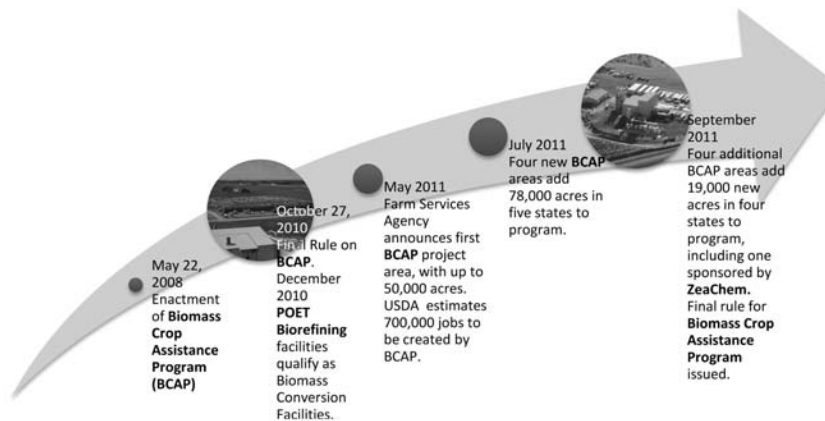 May 22,
2008
Enactment
of Biomass
Crop
Assistance
Program
(BCAP)
October 27,
2010
Final Rule on
BCAP.
December
2010
POET
Biorefining
facilities
qualify as
Biomass
Conversion
Facilities.
May 2011
Farm Services
Agency
announces first
BCAP project
area, with up to
50,000 acres.
USDA estimates
700,000 jobs to
be created by
BCAP.
July 2011
Four new BCAP
areas add
78,000 acres in
five states to
program.
September
2011
Four additional
BCAP areas add
19,000 new
acres in four
states to
program,
including one
sponsored by
ZeaChem.
Final rule for
Biomass Crop
Assistance
Program
issued.